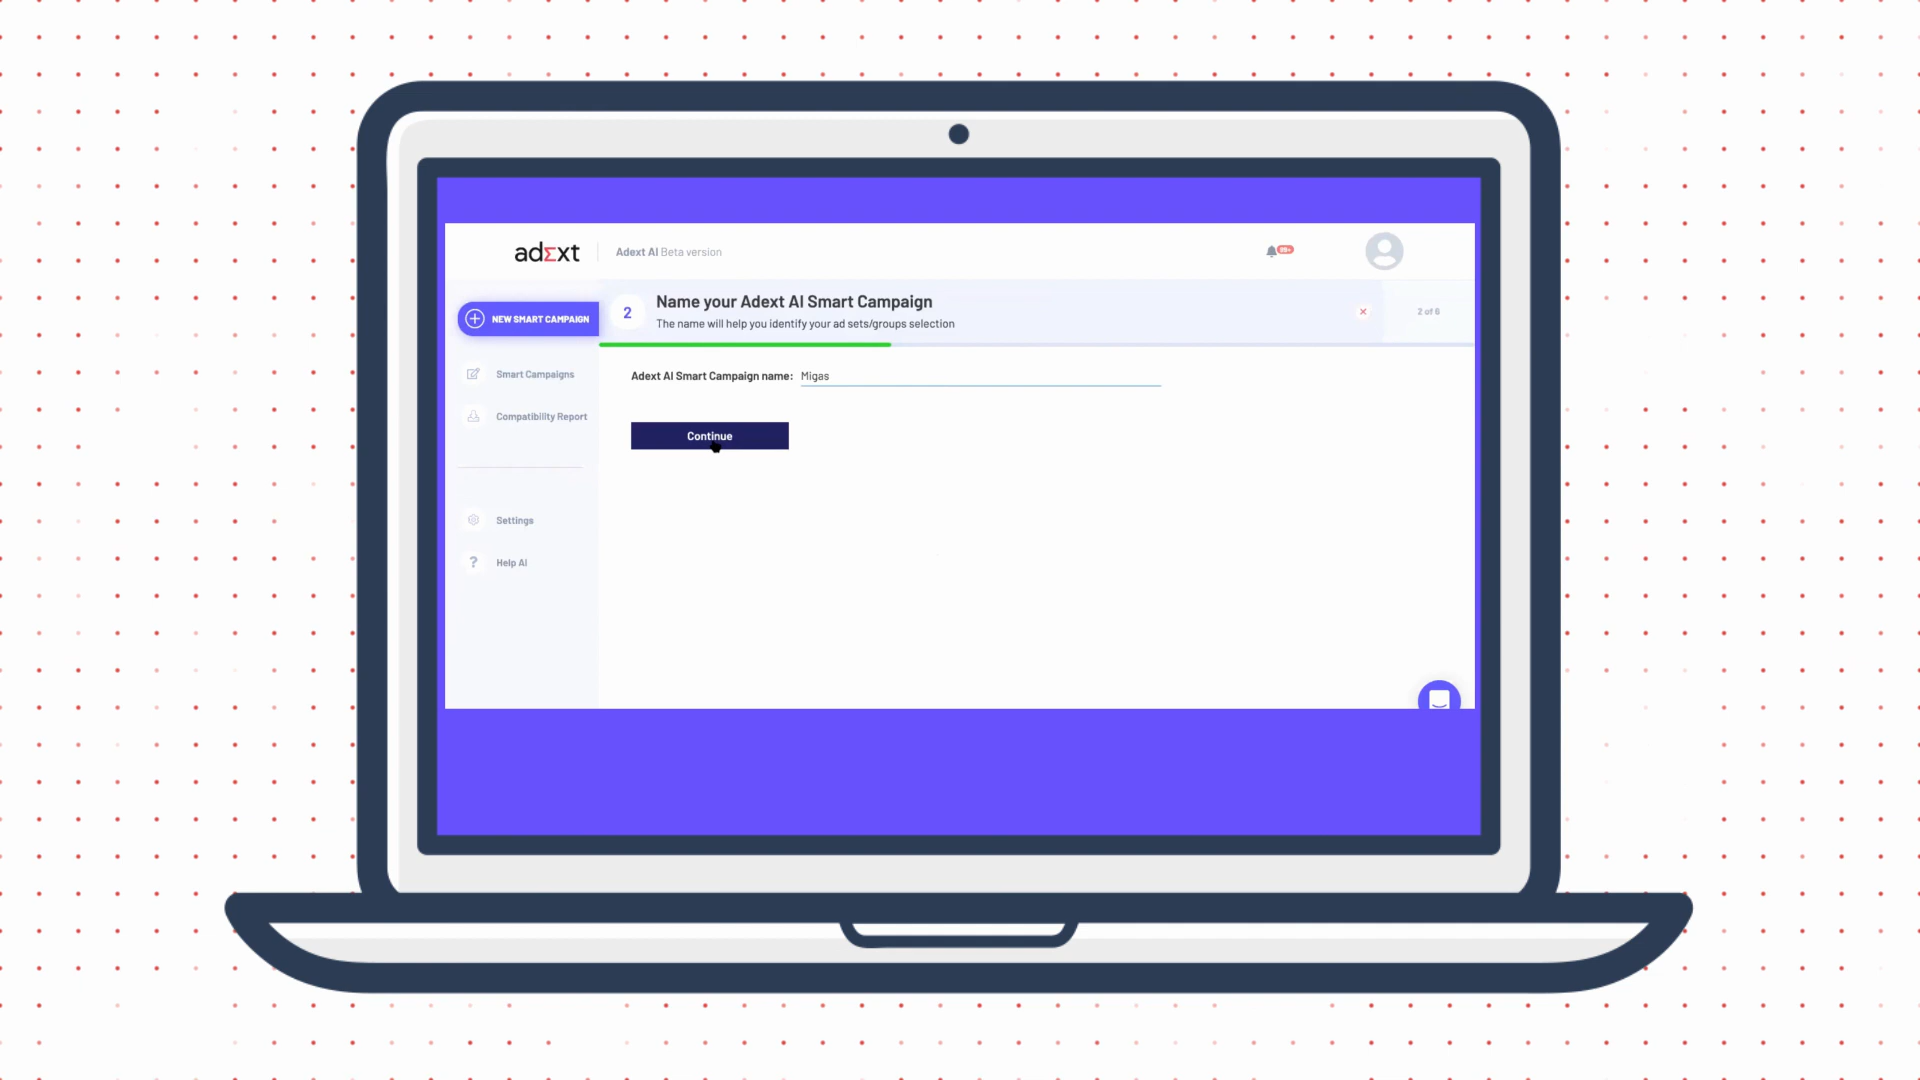 adΣxt
Adext AI Beta version
99+
NEW SMART CAMPAIGN
2
Name your Adext AI Smart Campaign
The name will help you identify your ad sets/groups selection
2 of 6
Smart Campaigns
Compatibility Report
Settings
? Help AI
Adext AI Smart Campaign name: Migas
Continue